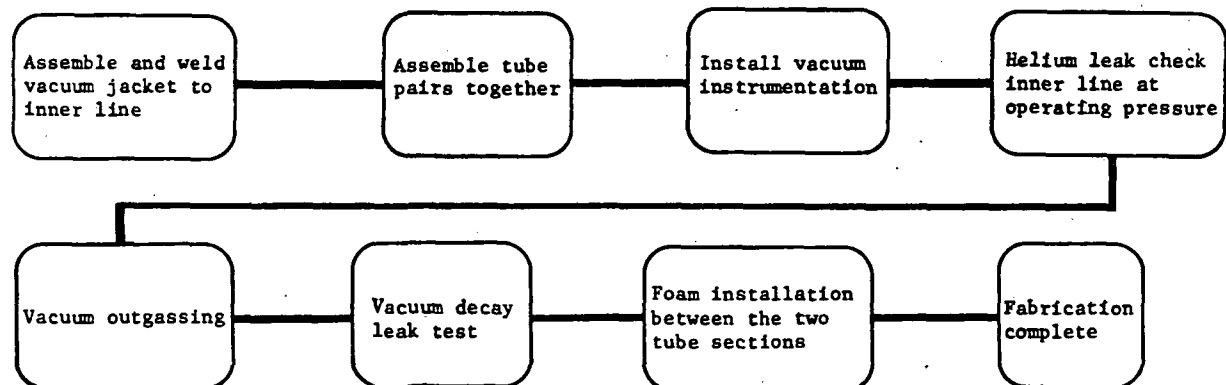 Assemble and weld
vacuum jacket to
inner line
Assemble tube
pairs together
Install vacuum
instrumentation
Helium leak check
inner line at
operating pressure
Vacuum outgassing
Vacuum decay
leak test
Foam installation
between the two
tube sections
Fabrication
complete